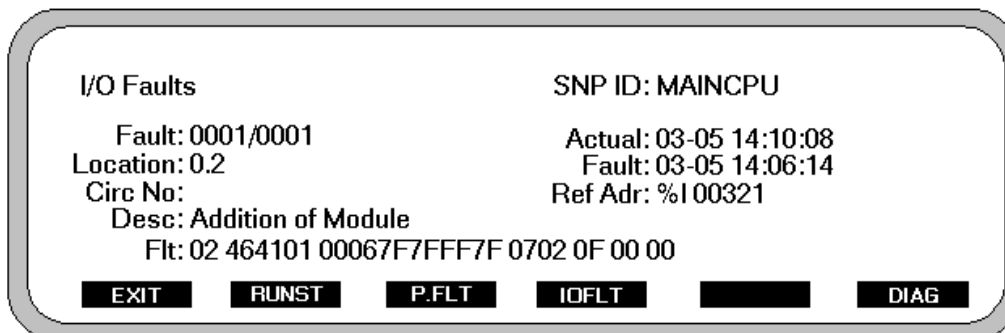 I/O Faults SNP ID: MAINCPU
Fault: 0001/0001 Actual: 03-05 14:10:08
Location: 0.2 Fault: 03-05 14:06:14
Circ No: Ref Adr: %I 00321
Desc: Addition of Module
Flt: 02 464101 00067F7FFF7F 0702 0F 00 00
EXIT RUNST P.FLT IOFLT DIAG